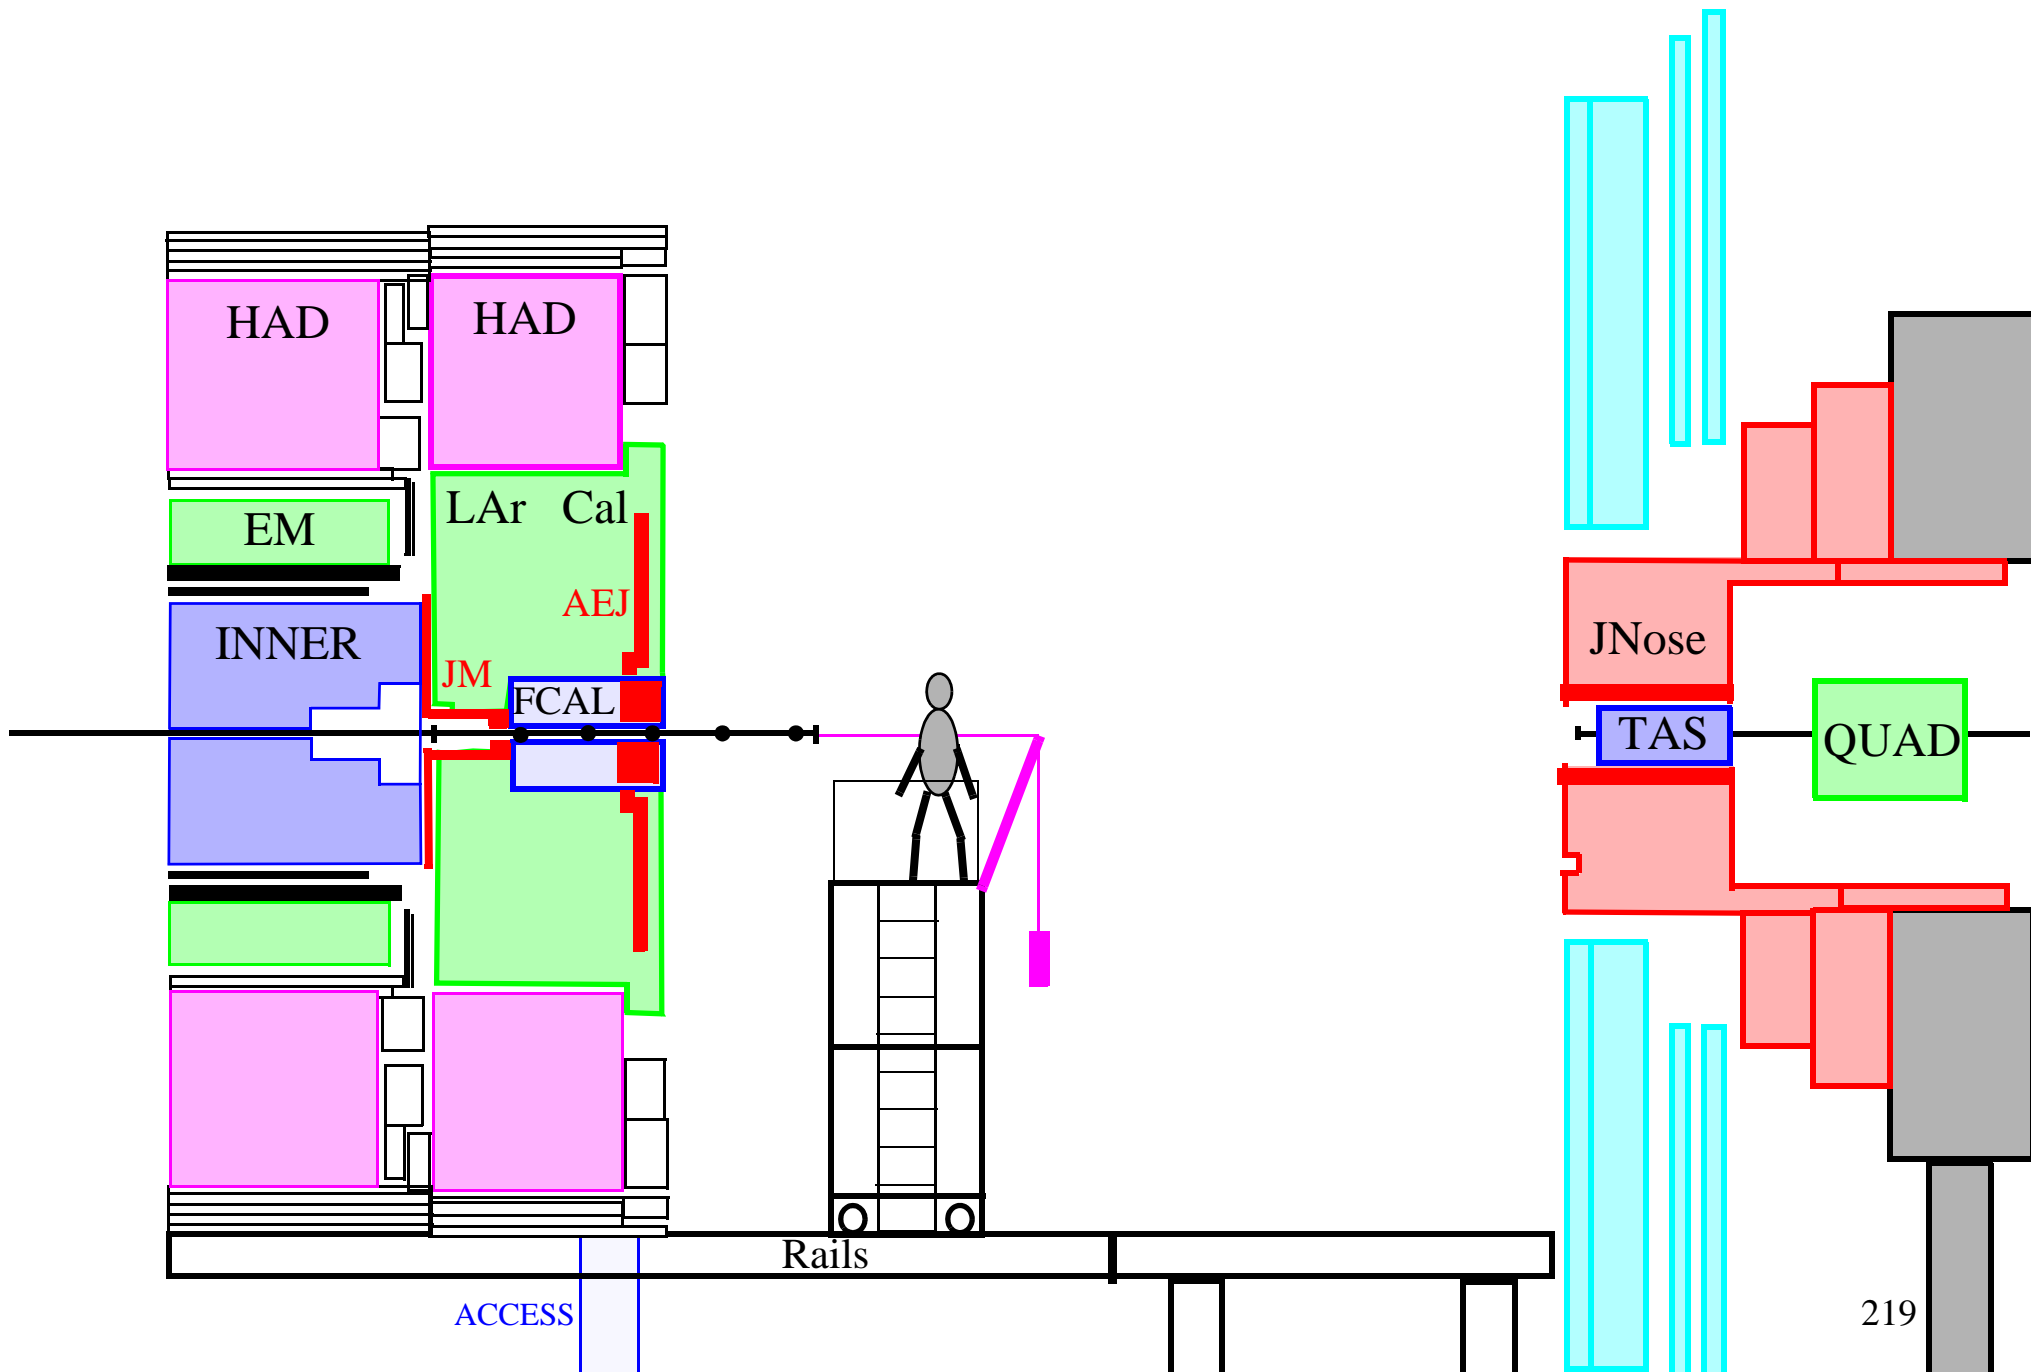 HAD
HAD
LAr Cal
EM
AEJ
INNER
JNose
JM
FCAL
TAS
QUAD
Rails
ACCESS
219